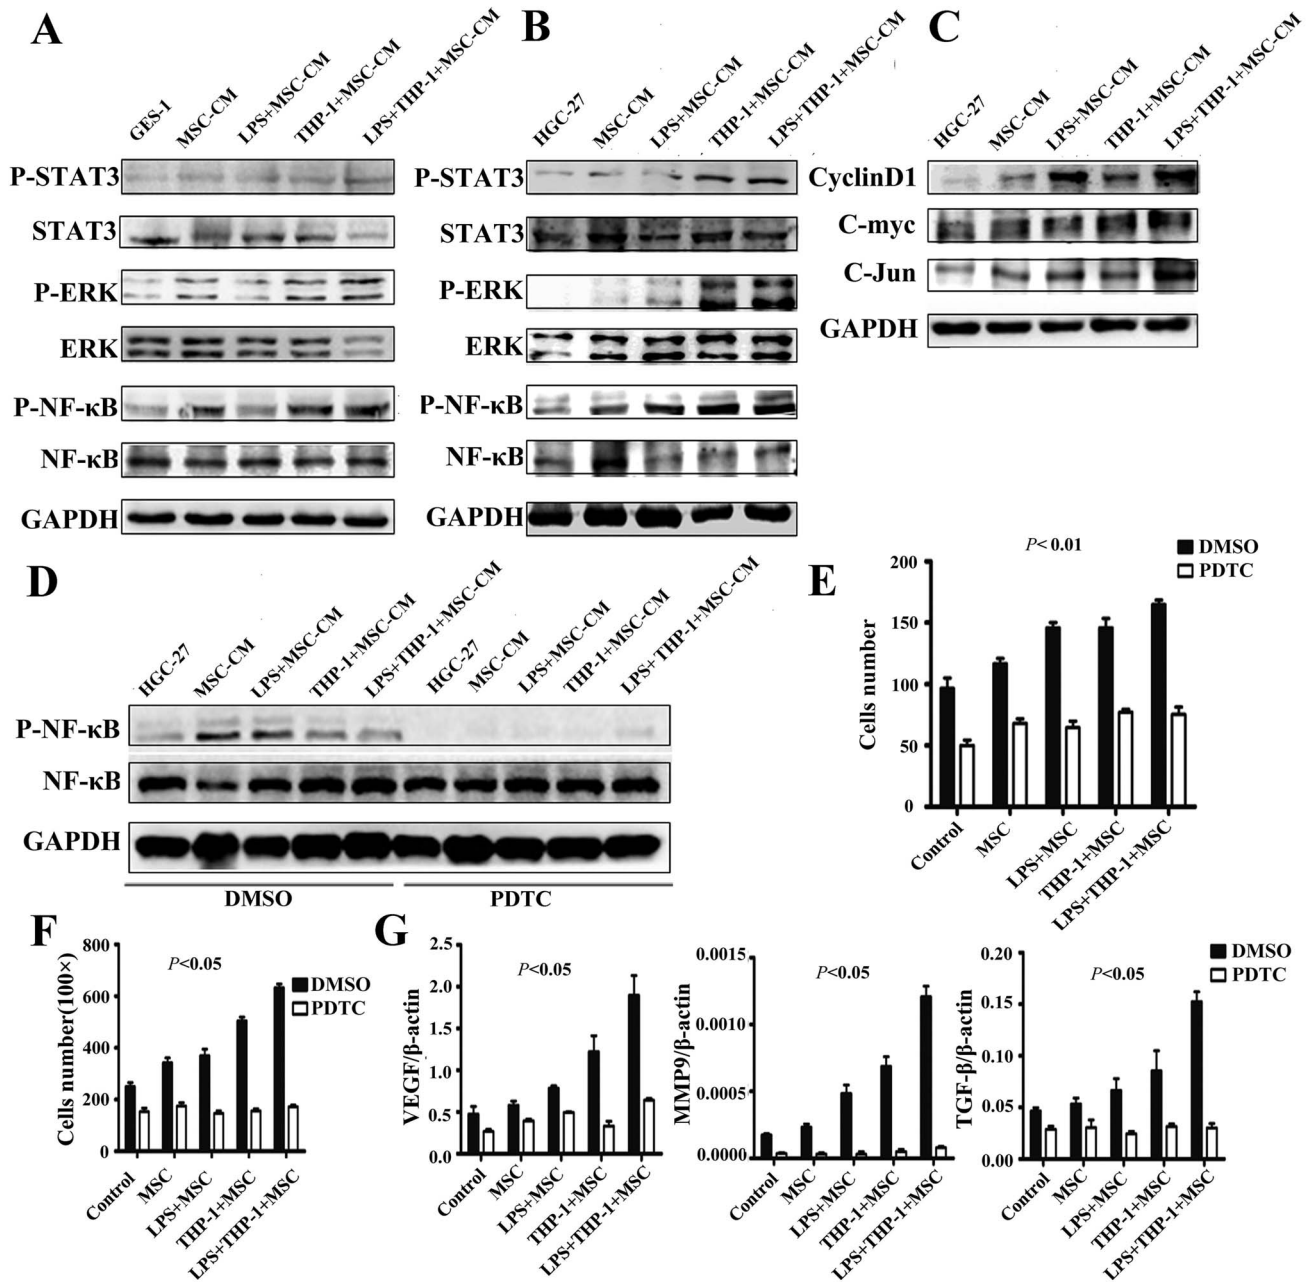 A
GES-1
MSC-CM
LPS+MSC-CM
THP-1+MSC-CM
LPS+THP-1+MSC-CM
P-STAT3
STAT3
P-ERK
ERK
P-NF-κB
NF-κB
GAPDH
B
HGC-27
MSC-CM
LPS+MSC-CM
THP-1+MSC-CM
LPS+THP-1+MSC-CM
P-STAT3
STAT3
P-ERK
ERK
P-NF-κB
NF-κB
GAPDH
C
HGC-27
MSC-CM
LPS+MSC-CM
THP-1+MSC-CM
LPS+THP-1+MSC-CM
CyclinD1
C-myc
C-Jun
GAPDH
D
HGC-27
MSC-CM
LPS+MSC-CM
THP-1+MSC-CM
LPS+THP-1+MSC-CM
HGC-27
MSC-CM
LPS+MSC-CM
THP-1+MSC-CM
LPS+THP-1+MSC-CM
P-NF-κB
NF-κB
GAPDH
DMSO
PDTC
E
P<0.01
DMSO
PDTC
Cells number
200
150
100
50
0
Control
MSC
LPS+MSC
THP-1+MSC
LPS+THP-1+MSC
F
P<0.05
DMSO
PDTC
Cells number(100×)
800
600
400
200
0
Control
MSC
LPS+MSC
THP-1+MSC
LPS+THP-1+MSC
G
P<0.05
VEGF/β-actin
2.5
2.0
1.5
1.0
0.5
0.0
Control
MSC
LPS+MSC
THP-1+MSC
LPS+THP-1+MSC
P<0.05
MMP9/β-actin
0.0015
0.0010
0.0005
0.0000
Control
MSC
LPS+MSC
THP-1+MSC
LPS+THP-1+MSC
P<0.05
DMSO
PDTC
TGF-β/β-actin
0.20
0.15
0.10
0.05
0.00
Control
MSC
LPS+MSC
THP-1+MSC
LPS+THP-1+MSC